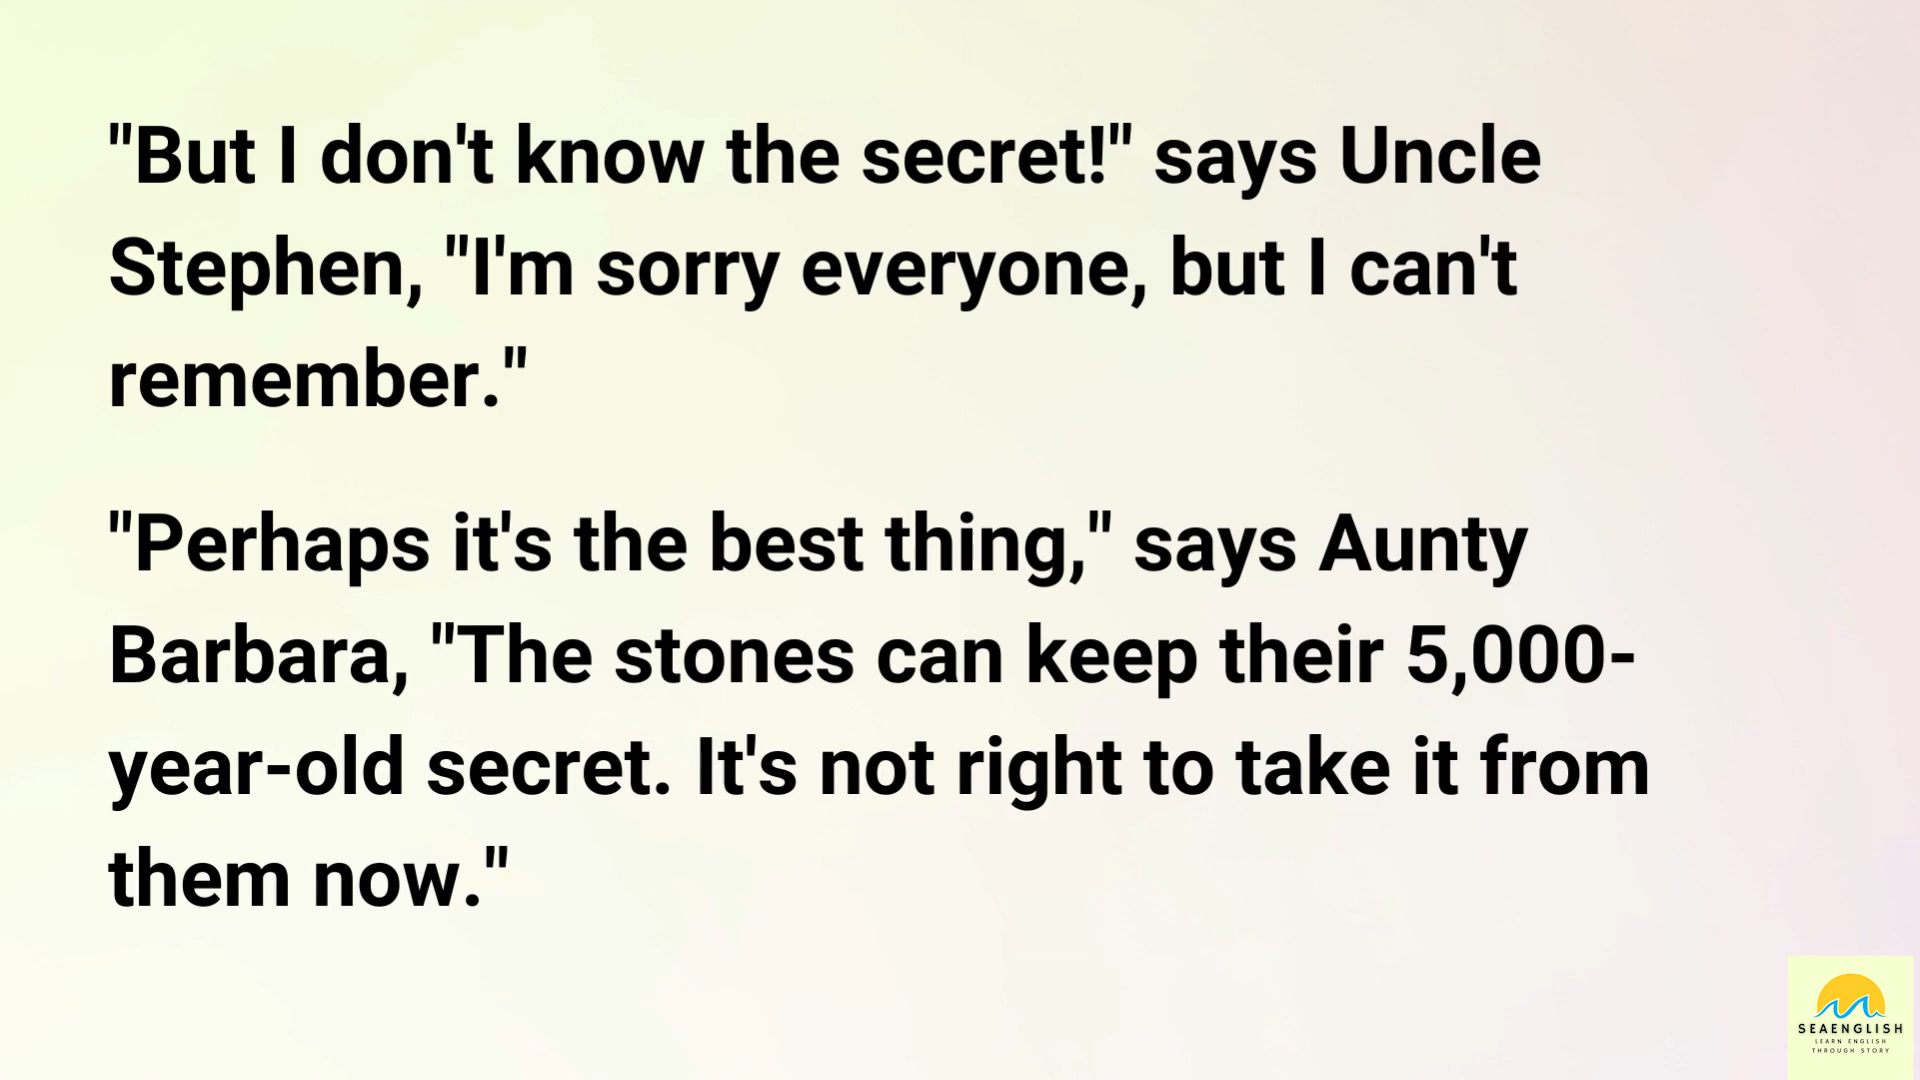 "But I don't know the secret!" says Uncle
Stephen, "I'm sorry everyone, but I can't
remember."
"Perhaps it's the best thing," says Aunty
Barbara, "The stones can keep their 5,000-
year-old secret. It's not right to take it from
them now."
SEAENGLISH
LEARN ENGLISH
THROUGH STORY